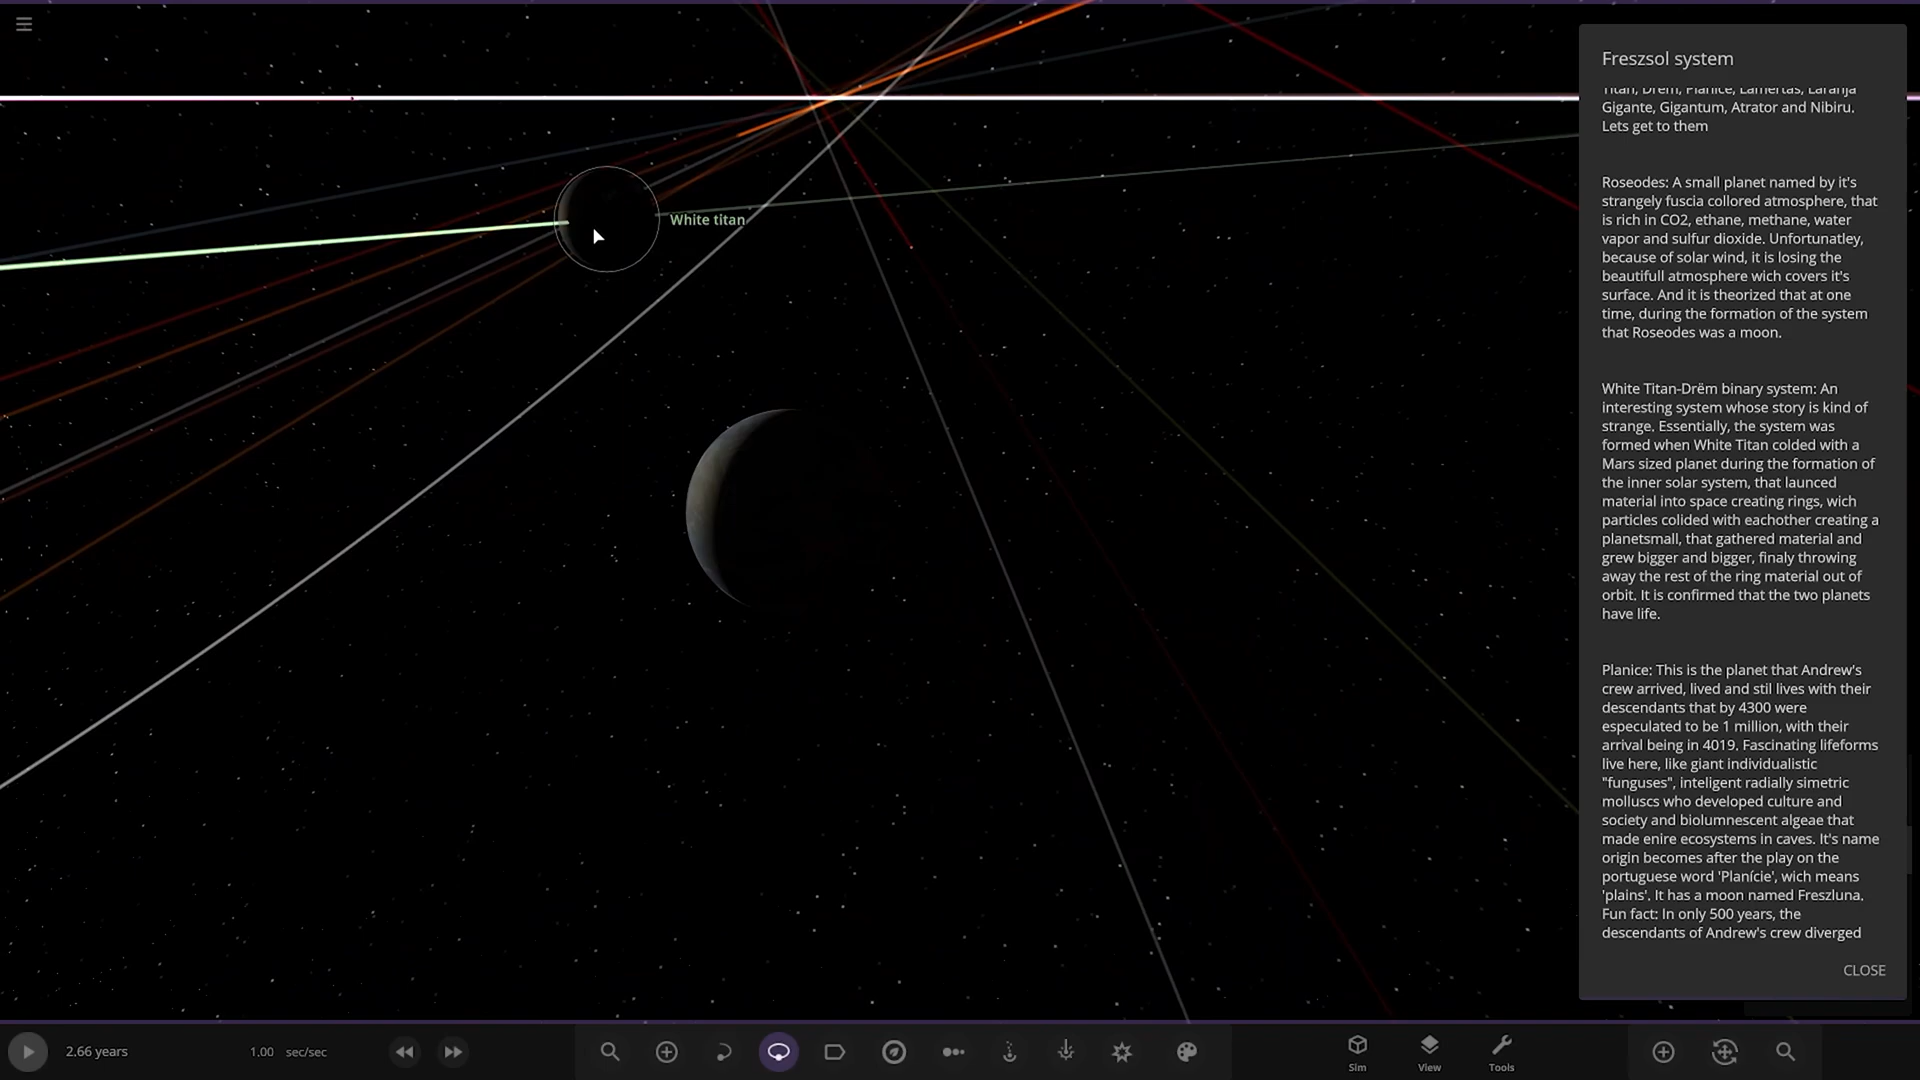 Freszsol system
Titan, Drëm, Planice, Lamertas, Laranja
Gigante, Gigantum, Atrator and Nibiru.
Lets get to them
Roseodes: A small planet named by it's
strangely fuscia collored atmosphere, that
is rich in CO2, ethane, methane, water
vapor and sulfur dioxide. Unfortunatley,
because of solar wind, it is losing the
beautifull atmosphere wich covers it's
surface. And it is theorized that at one
time, during the formation of the system
that Roseodes was a moon.
White Titan-Drëm binary system: An
interesting system whose story is kind of
strange. Essentially, the system was
formed when White Titan colded with a
Mars sized planet during the formation of
the inner solar system, that launced
material into space creating rings, wich
particles colided with eachother creating a
planetsmall, that gathered material and
grew bigger and bigger, finaly throwing
away the rest of the ring material out of
orbit. It is confirmed that the two planets
have life.
Planice: This is the planet that Andrew's
crew arrived, lived and stil lives with their
descendants that by 4300 were
especulated to be 1 million, with their
arrival being in 4019. Fascinating lifeforms
live here, like giant individualistic
"funguses", inteligent radially simetric
molluscs who developed culture and
society and biolumnescent algeae that
made enire ecosystems in caves. It's name
origin becomes after the play on the
portuguese word 'Planície', wich means
'plains'. It has a moon named Freszluna.
Fun fact: In only 500 years, the
descendants of Andrew's crew diverged
CLOSE
White titan
2.66 years
1.00 sec/sec
Sim
View
Tools